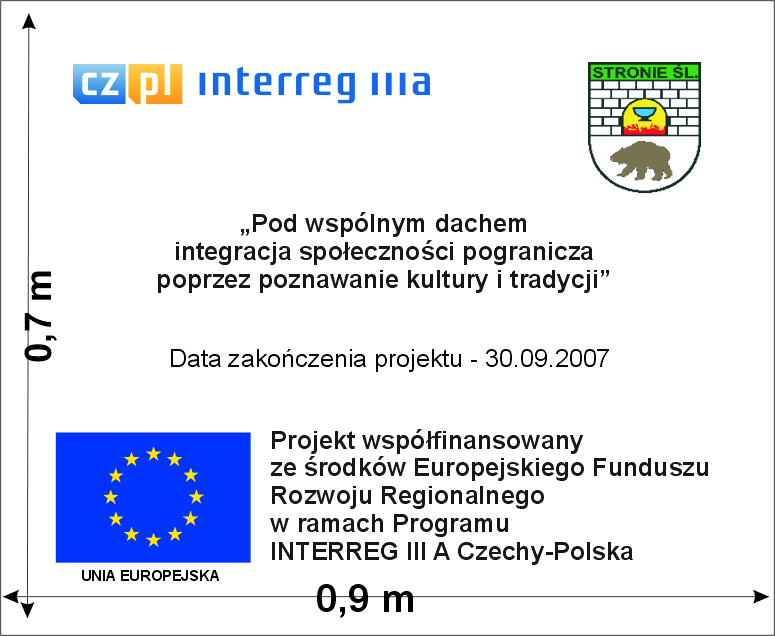 cz pl interreg IIIa
STRONIE ŚL.
„Pod wspólnym dachem
integracja społeczności pogranicza
poprzez poznawanie kultury i tradycji”
0,7 m
Data zakończenia projektu - 30.09.2007
Projekt współfinansowany
ze środków Europejskiego Funduszu
Rozwoju Regionalnego
w ramach Programu
INTERREG III A Czechy-Polska
UNIA EUROPEJSKA
0,9 m